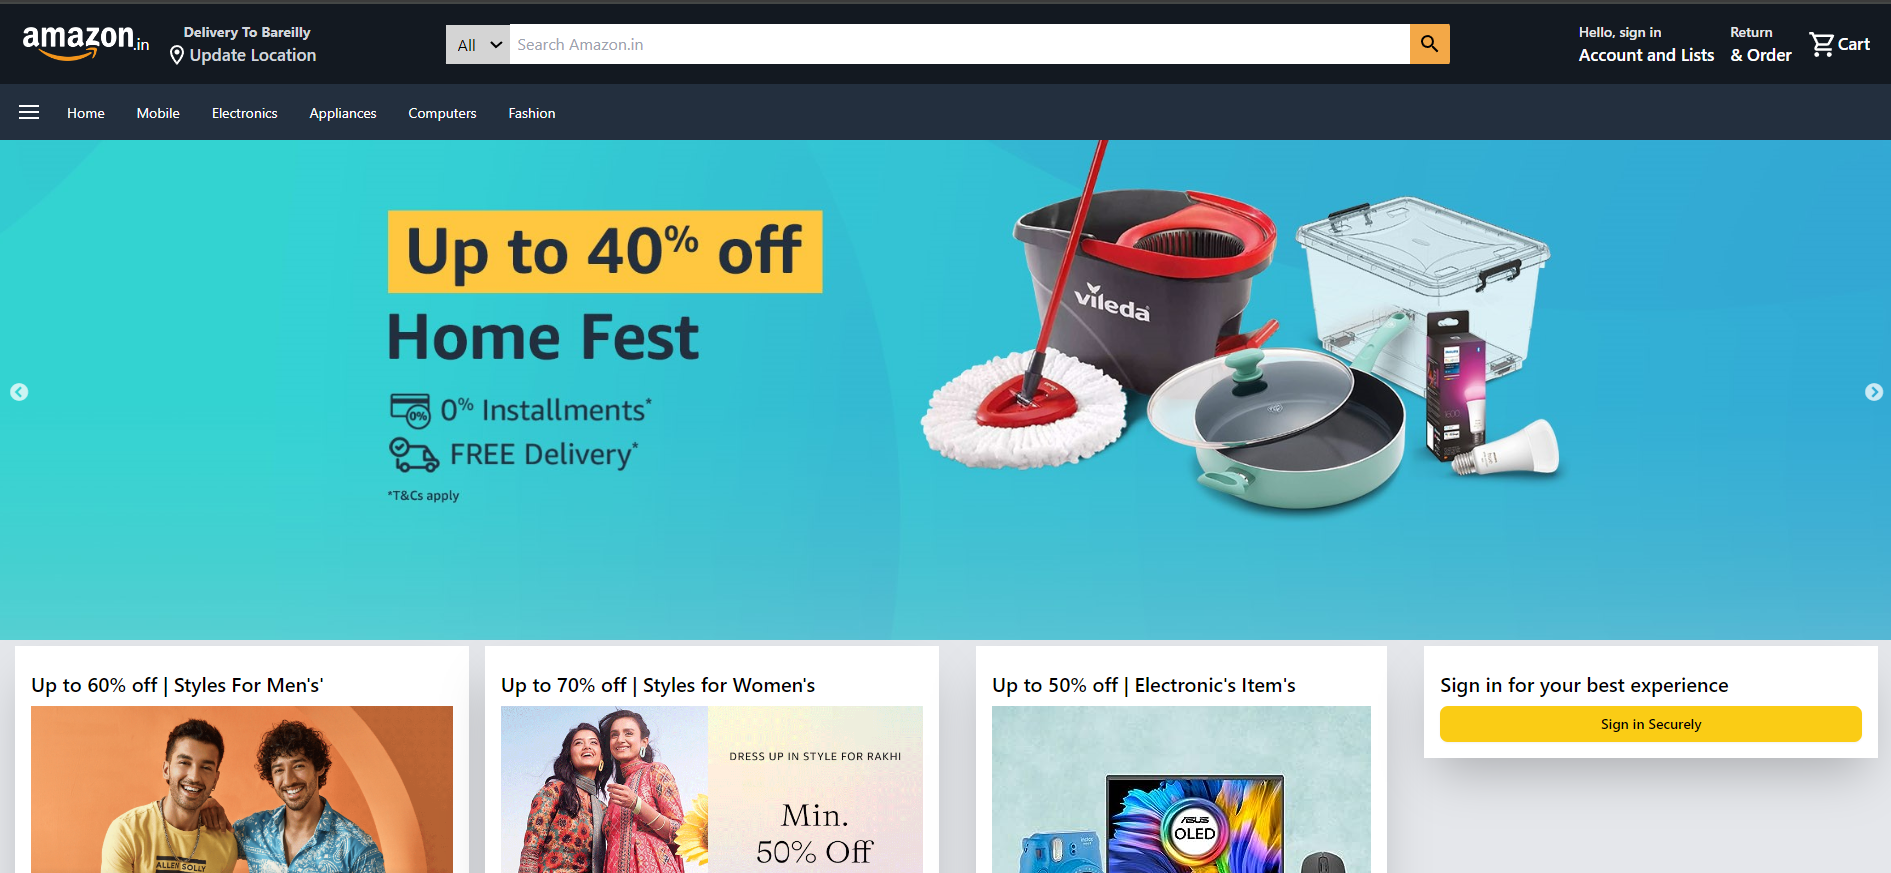 amazon.in
Delivery To Bareilly
Update Location
All
Search Amazon.in
Hello, sign in
Account and Lists
Return
& Order
Cart
Home
Mobile
Electronics
Appliances
Computers
Fashion
Up to 40% off
Home Fest
0%
0% Installments*
FREE Delivery*
*T&Cs apply
vileda
Up to 60% off | Styles For Men's'
Up to 70% off | Styles for Women's
Up to 50% off | Electronic's Item's
Sign in for your best experience
Sign in Securely
DRESS UP IN STYLE FOR RAKHI
Min.
50% Off
ALLEN SOLLY
ASUS
OLED